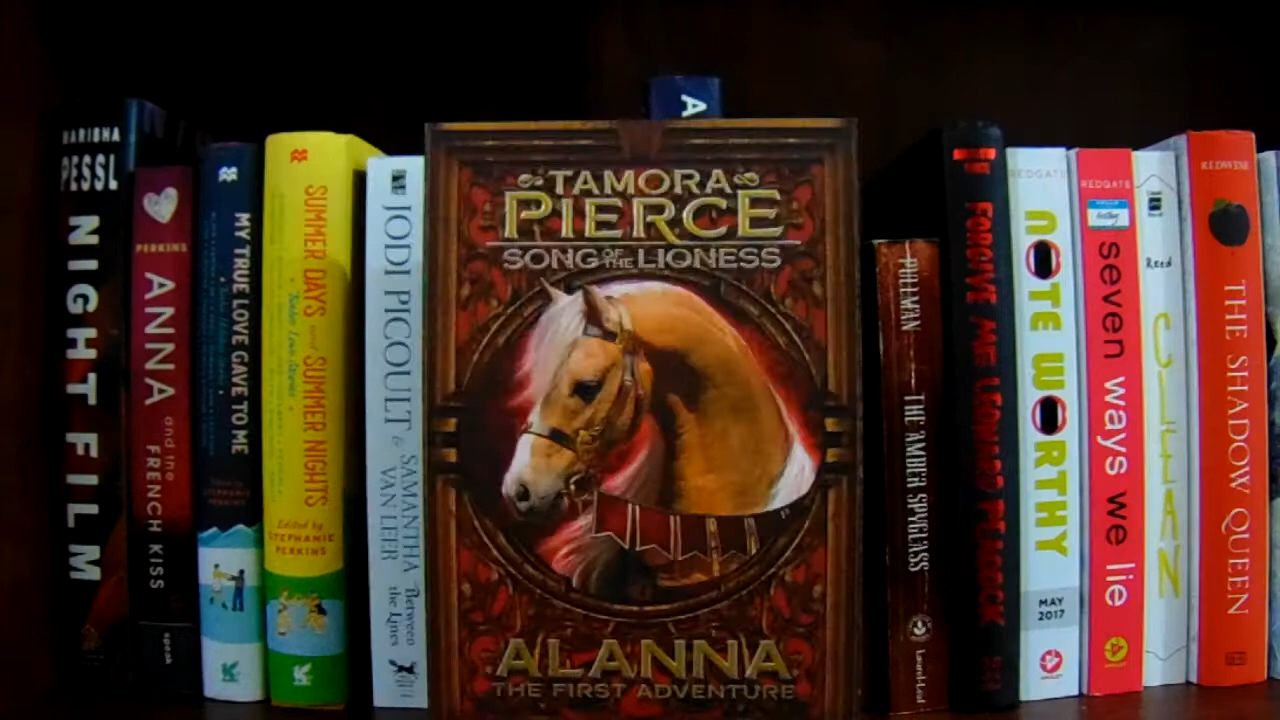 MARISHA
PESSL
NIGHT FILM
PERKINS
ANNA and the FRENCH KISS
speak
MY TRUE LOVE GAVE TO ME
SUMMER DAYS and SUMMER NIGHTS
Edited by
STEPHANIE
PERKINS
JODI PICOULT & SAMANTHA
VAN LEER
Between
the Lines
A
TAMORA
PIERCE
SONG OF THE LIONESS
ALANNA
THE FIRST ADVENTURE
PULLMAN
THE AMBER SPYGLASS
Laurel-Leaf
FORGIVE ME LEONARD PEACOCK
REDGATE
NOTE WORTHY
MAY
2017
REDGATE
seven ways we lie
Reed
CLEAN
REDWINE
THE SHADOW QUEEN